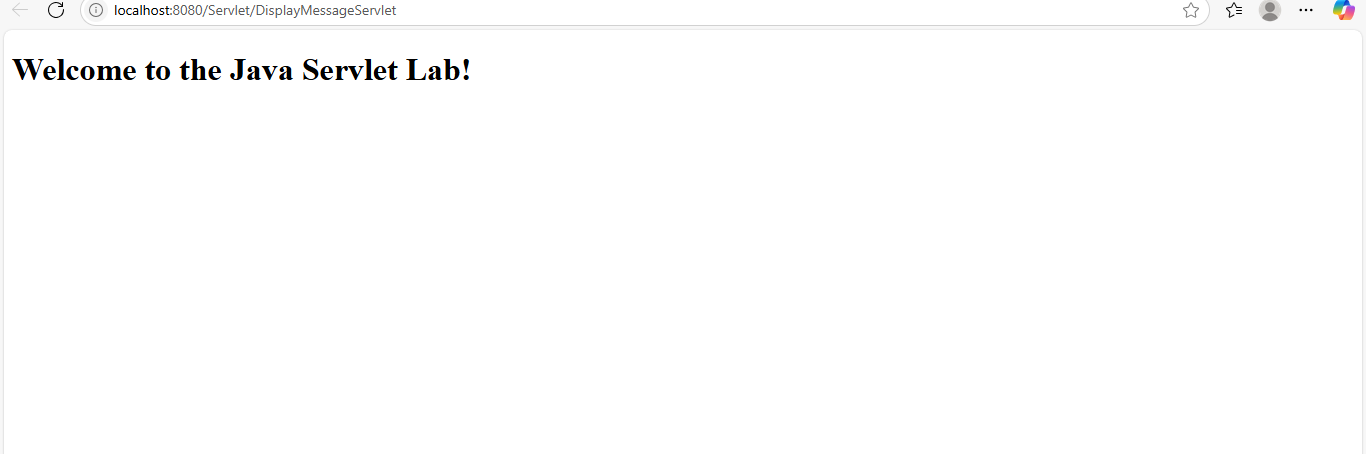 localhost:8080/Servlet/DisplayMessageServlet
Welcome to the Java Servlet Lab!